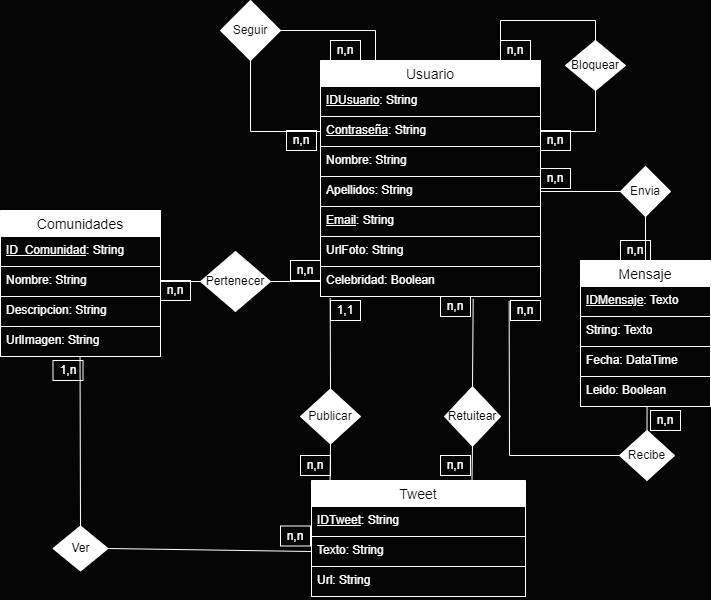 Seguir
n,n
n,n
n,n
Bloquear
n,n
Usuario
IDUsuario: String
Contraseña: String
Nombre: String
Apellidos: String
Email: String
UrlFoto: String
Celebridad: Boolean
n,n
Envia
n,n
Mensaje
IDMensaje: Texto
String: Texto
Fecha: DataTime
Leido: Boolean
n,n
Recibe
n,n
Comunidades
ID_Comunidad: String
Nombre: String
Descripcion: String
UrlImagen: String
n,n
Pertenecer
n,n
1,1
Publicar
n,n
n,n
Retuitear
n,n
1,n
Ver
n,n
Tweet
IDTweet: String
Texto: String
Url: String